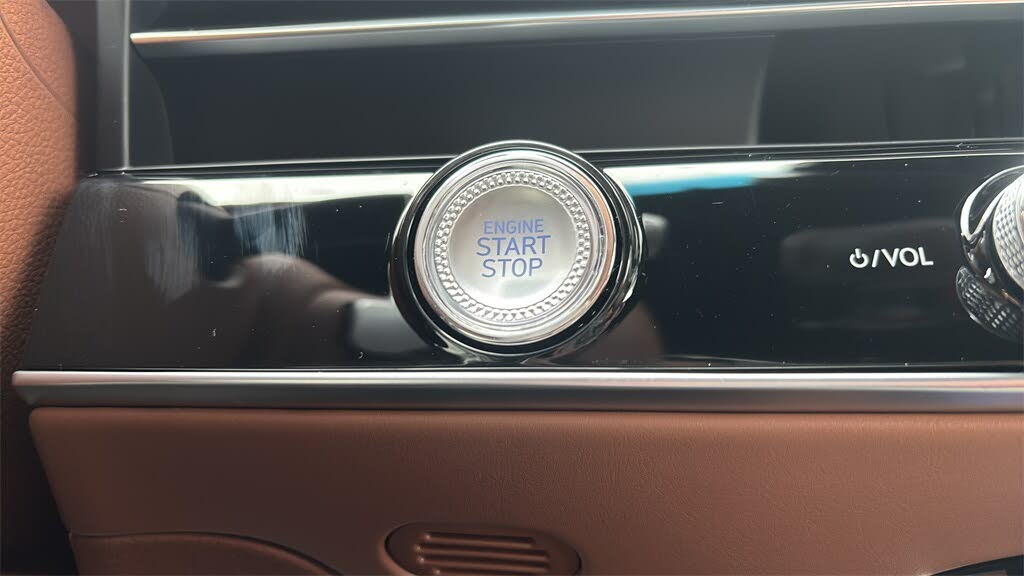 ENGINE
START
STOP
/VOL